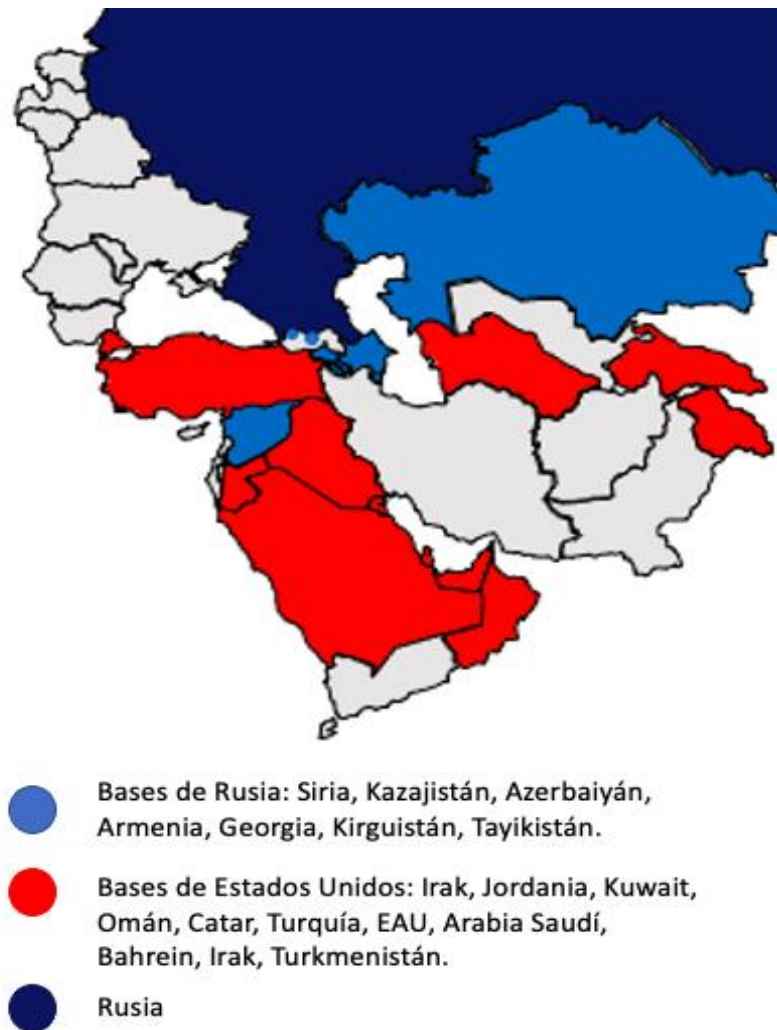 Bases de Rusia: Siria, Kazajistán, Azerbaiyán,
Armenia, Georgia, Kirguistán, Tayikistán.
Bases de Estados Unidos: Irak, Jordania, Kuwait,
Omán, Catar, Turquía, EAU, Arabia Saudí,
Bahrein, Irak, Turkmenistán.
Rusia